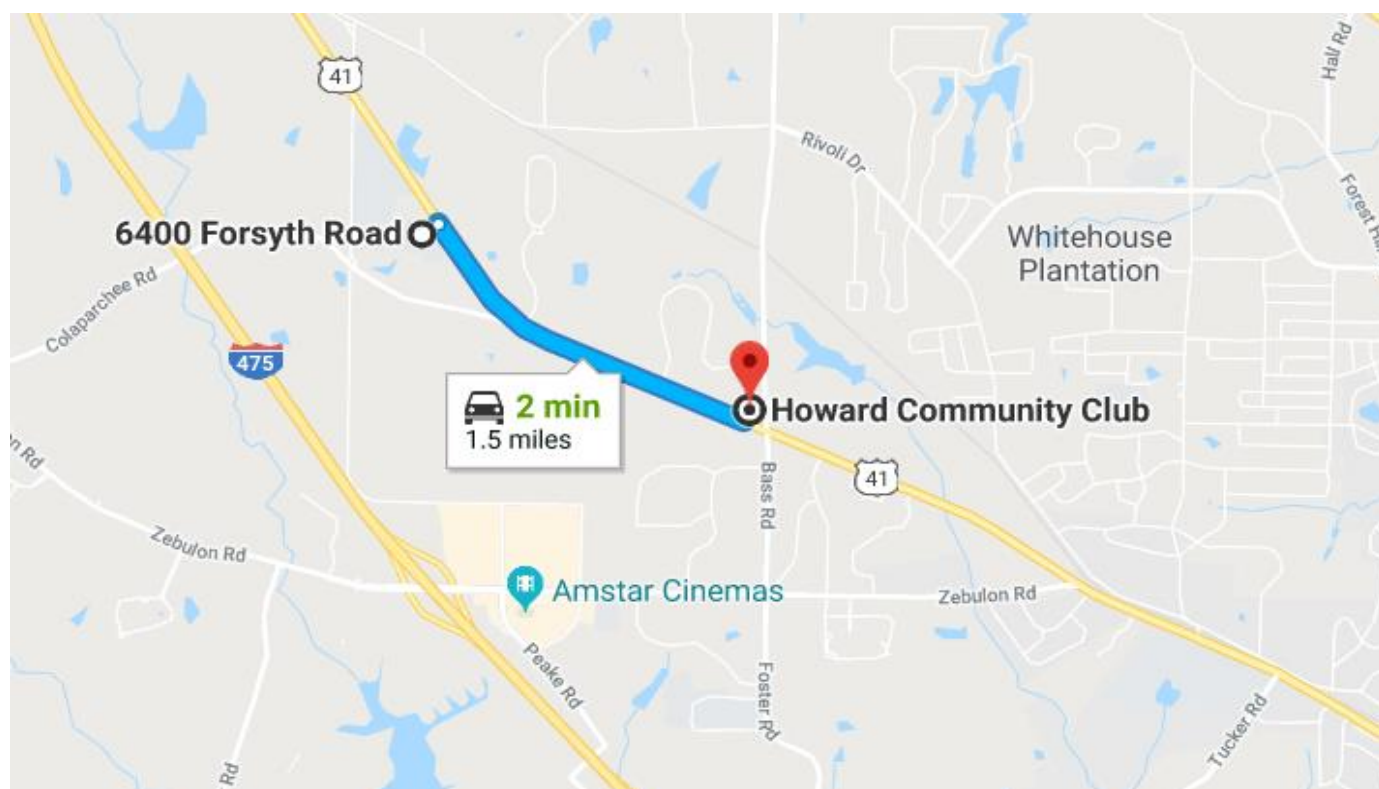 41
Hall Rd
Rivoli Dr
Forest Hill
6400 Forsyth Road
Whitehouse
Plantation
Colaparchee Rd
475
2 min
1.5 miles
Howard Community Club
Bass Rd
41
Zebulon Rd
Amstar Cinemas
Zebulon Rd
Peake Rd
Foster Rd
Tucker Rd
Rd